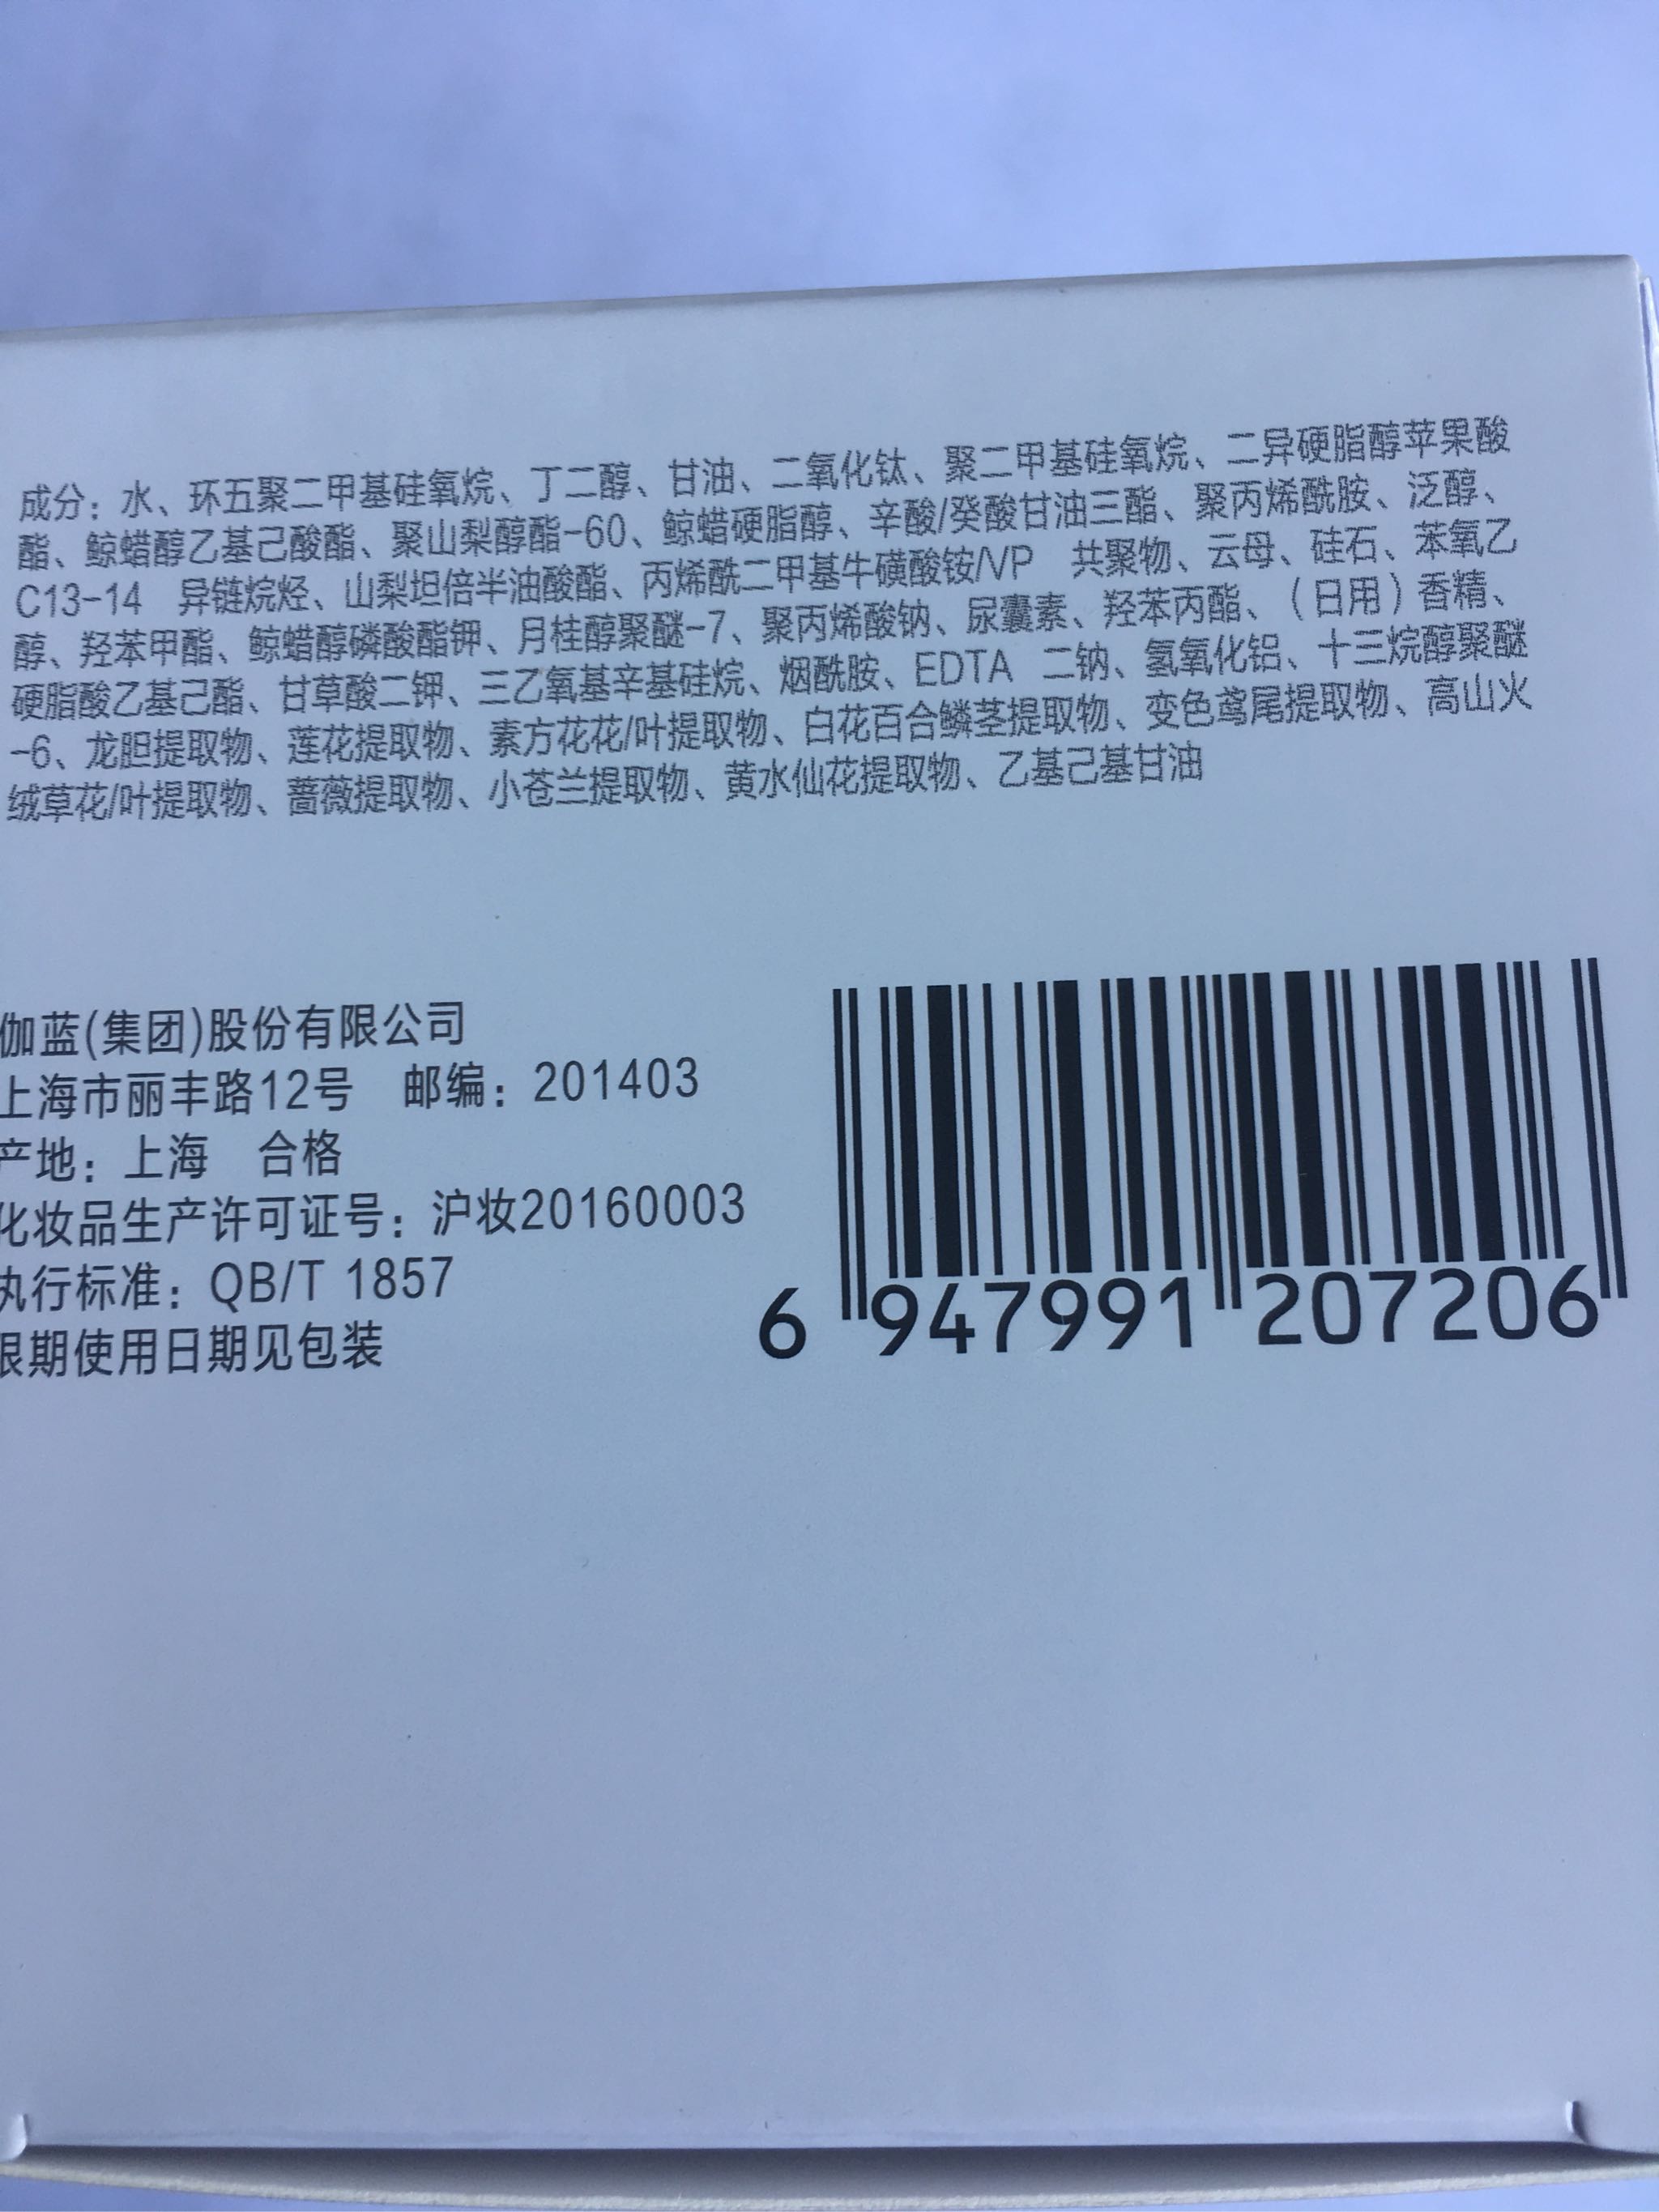 成分：水、环五聚二甲基硅氧烷、丁二醇、甘油、二氧化钛、聚二甲基硅氧烷、二异硬脂醇苹果酸
酯、鲸蜡醇乙基己酸酯、聚山梨醇酯-60、鲸蜡硬脂醇、辛酸/癸酸甘油三酯、聚丙烯酰胺、泛醇、
C13-14 异链烷烃、山梨坦倍半油酸酯、丙烯酰二甲基牛磺酸铵/VP 共聚物、云母、硅石、苯氧乙
醇、羟苯甲酯、鲸蜡醇磷酸酯钾、月桂醇聚醚-7、聚丙烯酸钠、尿囊素、羟苯丙酯、（日用）香精、
硬脂酸乙基己酯、甘草酸二钾、三乙氧基辛基硅烷、烟酰胺、EDTA 二钠、氢氧化铝、十三烷醇聚醚
-6、龙胆提取物、莲花提取物、素方花花/叶提取物、白花百合鳞茎提取物、变色鸢尾提取物、高山火
绒草花/叶提取物、蔷薇提取物、小苍兰提取物、黄水仙花提取物、乙基己基甘油
伽蓝(集团)股份有限公司
上海市丽丰路12号 邮编：201403
产地：上海 合格
化妆品生产许可证号：沪妆20160003
执行标准：QB/T 1857
限期使用日期见包装
6 947991 207206